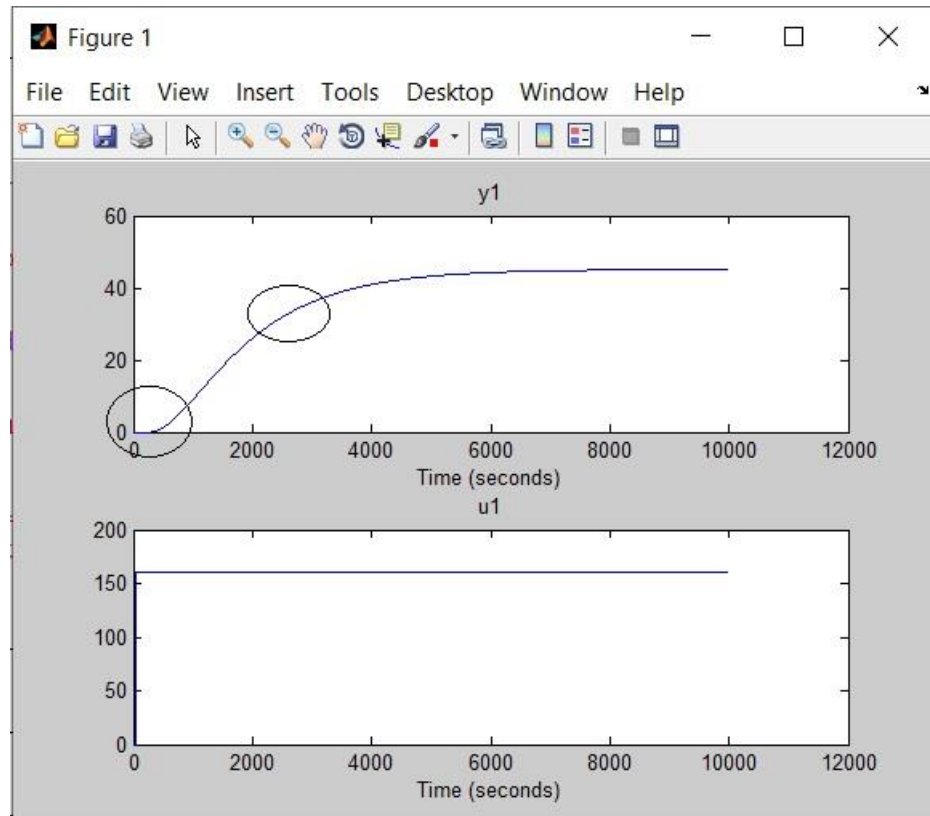 Figure 1
File Edit View Insert Tools Desktop Window Help
y1
60
40
20
0
0 2000 4000 6000 8000 10000 12000
Time (seconds)
u1
200
150
100
50
0
0 2000 4000 6000 8000 10000 12000
Time (seconds)